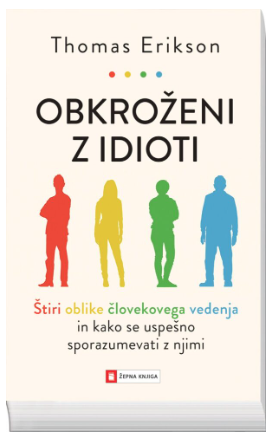 Thomas Erikson
OBKROŽENI
Z IDIOTI
Štiri oblike človekovega vedenja
in kako se uspešno
sporazumevati z njimi
ŽEPNA KNJIGA